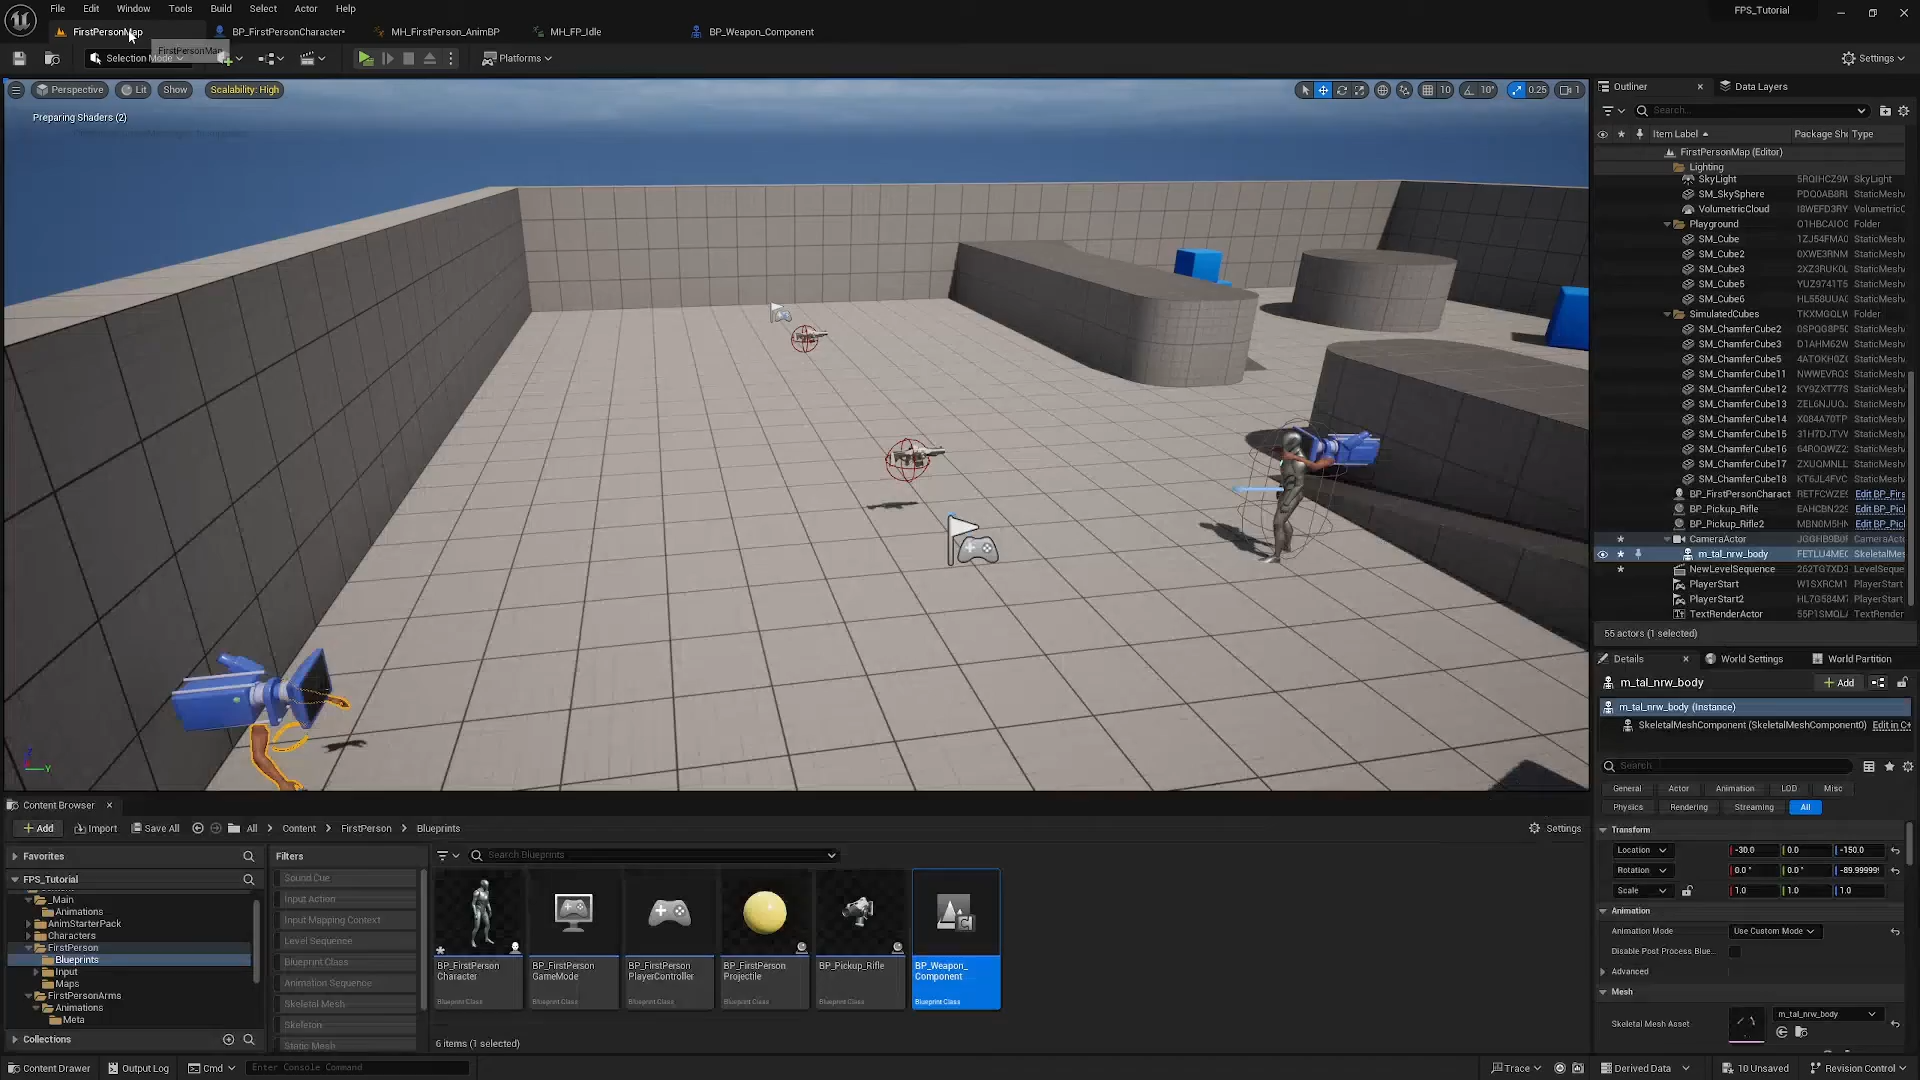 File Edit Window Tools Build Select Actor Help
FPS_Tutorial
FirstPersonMap BP_FirstPersonCharacter• MH_FirstPerson_AnimBP MH_FP_Idle BP_Weapon_Component
FirstPersonMap
Selection Mode Platforms Settings
Perspective Lit Show Scalability: High 10 10° 0.25 1
Preparing Shaders (2)
Outliner Data Layers
Search...
Item Label Package Sh Type
FirstPersonMap (Editor)
Lighting
SkyLight SkyLight
SM_SkySphere StaticMesh
VolumetricCloud VolumetricC
Playground Folder
SM_Cube StaticMesh
SM_Cube2 StaticMesh
SM_Cube3 StaticMesh
SM_Cube5 StaticMesh
SM_Cube6 StaticMesh
SimulatedCubes Folder
SM_ChamferCube2 StaticMesh
SM_ChamferCube3 StaticMesh
SM_ChamferCube5 StaticMesh
SM_ChamferCube11 StaticMesh
SM_ChamferCube12 StaticMesh
SM_ChamferCube13 StaticMesh
SM_ChamferCube14 StaticMesh
SM_ChamferCube15 StaticMesh
SM_ChamferCube16 StaticMesh
SM_ChamferCube17 StaticMesh
SM_ChamferCube18 StaticMesh
BP_FirstPersonCharact Edit BP_Firs
BP_Pickup_Rifle Edit BP_Pic
BP_Pickup_Rifle2 Edit BP_Pic
CameraActor CameraActo
m_tal_nrw_body SkeletalMes
NewLevelSequence LevelSeque
PlayerStart PlayerStart
PlayerStart2 PlayerStart
TextRenderActor TextRender
55 actors (1 selected)
Details World Settings World Partition
m_tal_nrw_body Add
m_tal_nrw_body (Instance)
SkeletalMeshComponent (SkeletalMeshComponent0) Edit in C+
Search
General Actor Animation LOD Misc
Physics Rendering Streaming All
Transform
Location -30.0 0.0 -150.0
Rotation 0.0 ° 0.0 ° -89.99999
Scale 1.0 1.0 1.0
Animation
Animation Mode Use Custom Mode
Disable Post Process Blue...
Advanced
Mesh
Skeletal Mesh Asset m_tal_nrw_body
Content Browser
Add Import Save All All Content FirstPerson Blueprints Settings
Favorites
FPS_Tutorial
_Main
Animations
AnimStarterPack
Characters
FirstPerson
Blueprints
Input
Maps
FirstPersonArms
Animations
Meta
Collections
Filters
Sound Cue
Input Action
Input Mapping Context
Level Sequence
Blueprint Class
Animation Sequence
Skeletal Mesh
Skeleton
Static Mesh
Search Blueprints
BP_FirstPerson Character Blueprint Class
BP_FirstPerson GameMode Blueprint Class
BP_FirstPerson PlayerController Blueprint Class
BP_FirstPerson Projectile Blueprint Class
BP_Pickup_Rifle Blueprint Class
BP_Weapon_ Component Blueprint Class
6 items (1 selected)
Content Drawer Output Log Cmd Enter Console Command Trace Derived Data 10 Unsaved Revision Control